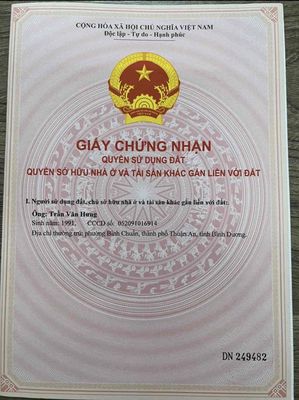 CỘNG HÒA XÃ HỘI CHỦ NGHĨA VIỆT NAM
Độc lập - Tự do - Hạnh phúc
GIẤY CHỨNG NHẬN
QUYỀN SỬ DỤNG ĐẤT
QUYỀN SỞ HỮU NHÀ Ở VÀ TÀI SẢN KHÁC GẮN LIỀN VỚI ĐẤT
I. Người sử dụng đất, chủ sở hữu nhà ở và tài sản khác gắn liền với đất:
Ông: Trần Văn Hưng
Sinh năm: 1991, CCCD số: 052091016914
Địa chỉ thường trú: phường Bình Chuẩn, thành phố Thuận An, tỉnh Bình Dương.
DN 249482